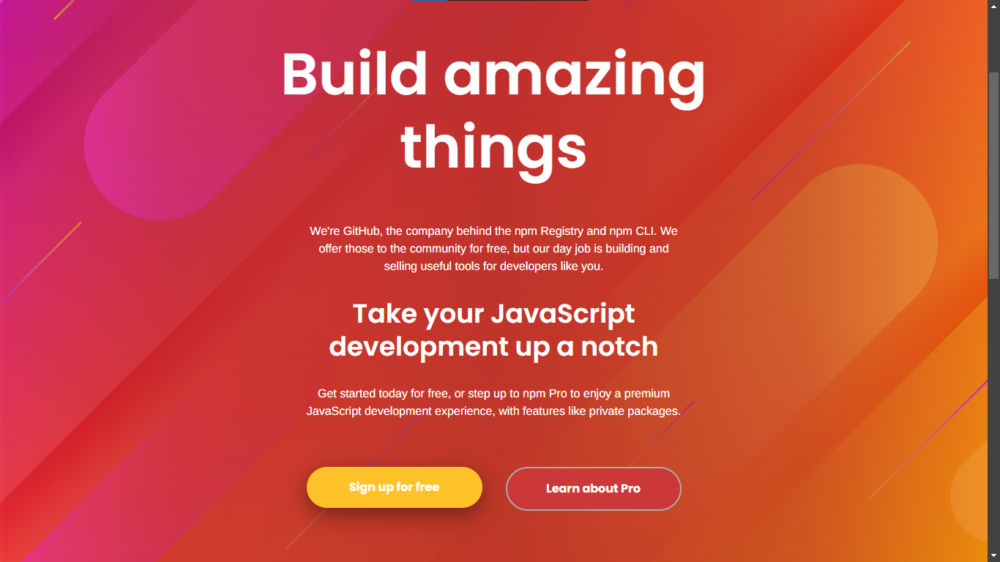 Build amazing
things
We're GitHub, the company behind the npm Registry and npm CLI. We
offer those to the community for free, but our day job is building and
selling useful tools for developers like you.
Take your JavaScript
development up a notch
Get started today for free, or step up to npm Pro to enjoy a premium
JavaScript development experience, with features like private packages.
Sign up for free
Learn about Pro